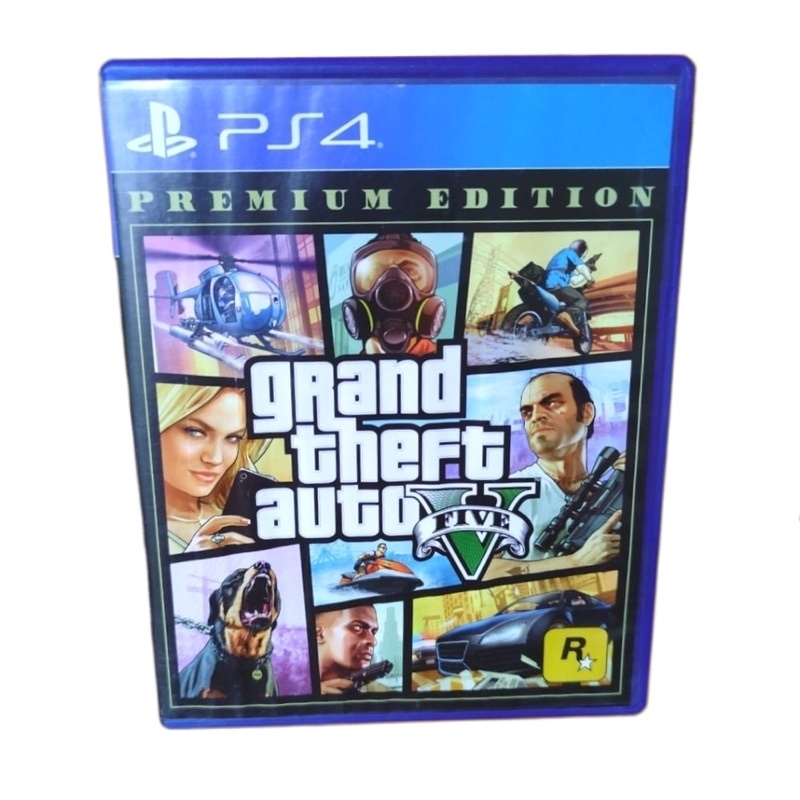 PS4
PREMIUM EDITION
grand
theft
auto V
FIVE
R